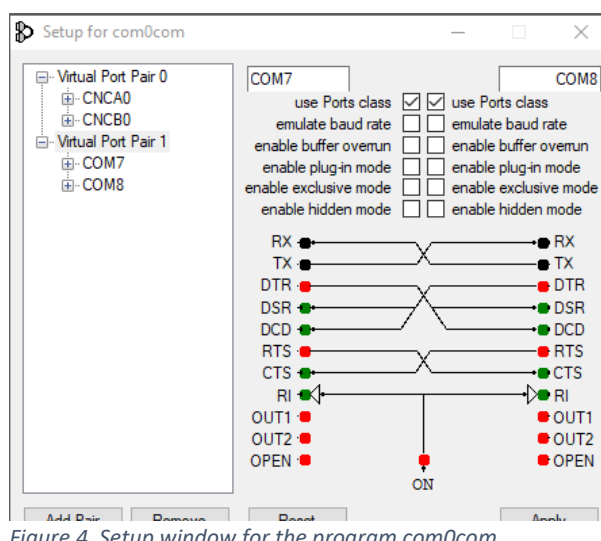 Setup for com0com
Virtual Port Pair 0
CNCA0
CNCB0
Virtual Port Pair 1
COM7
COM8
COM7 COM8
use Ports class use Ports class
emulate baud rate emulate baud rate
enable buffer overrun enable buffer overrun
enable plug-in mode enable plug-in mode
enable exclusive mode enable exclusive mode
enable hidden mode enable hidden mode
RX RX
TX TX
DTR DTR
DSR DSR
DCD DCD
RTS RTS
CTS CTS
RI RI
OUT1 OUT1
OUT2 OUT2
OPEN OPEN
ON
Add Pair Remove Reset Apply
Figure 4. Setup window for the program com0com